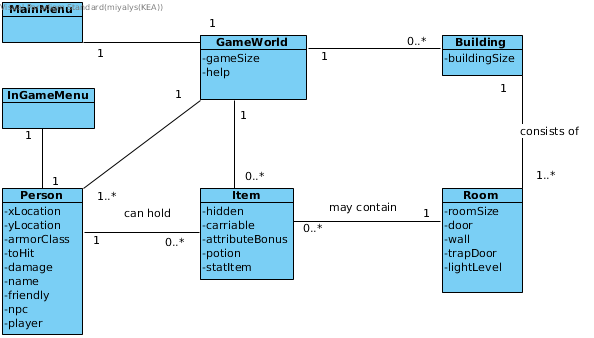 Standard(miyalys(KEA))
MainMenu
1
1
GameWorld
-gameSize
-help
1
0..*
Building
-buildingSize
InGameMenu
1
1
1
1
consists of
1
0..*
1..*
1..*
Person
-xLocation
-yLocation
-armorClass
-toHit
-damage
-name
-friendly
-npc
-player
can hold
1
0..*
Item
-hidden
-carriable
-attributeBonus
-potion
-statItem
may contain
0..*
1
Room
-roomSize
-door
-wall
-trapDoor
-lightLevel